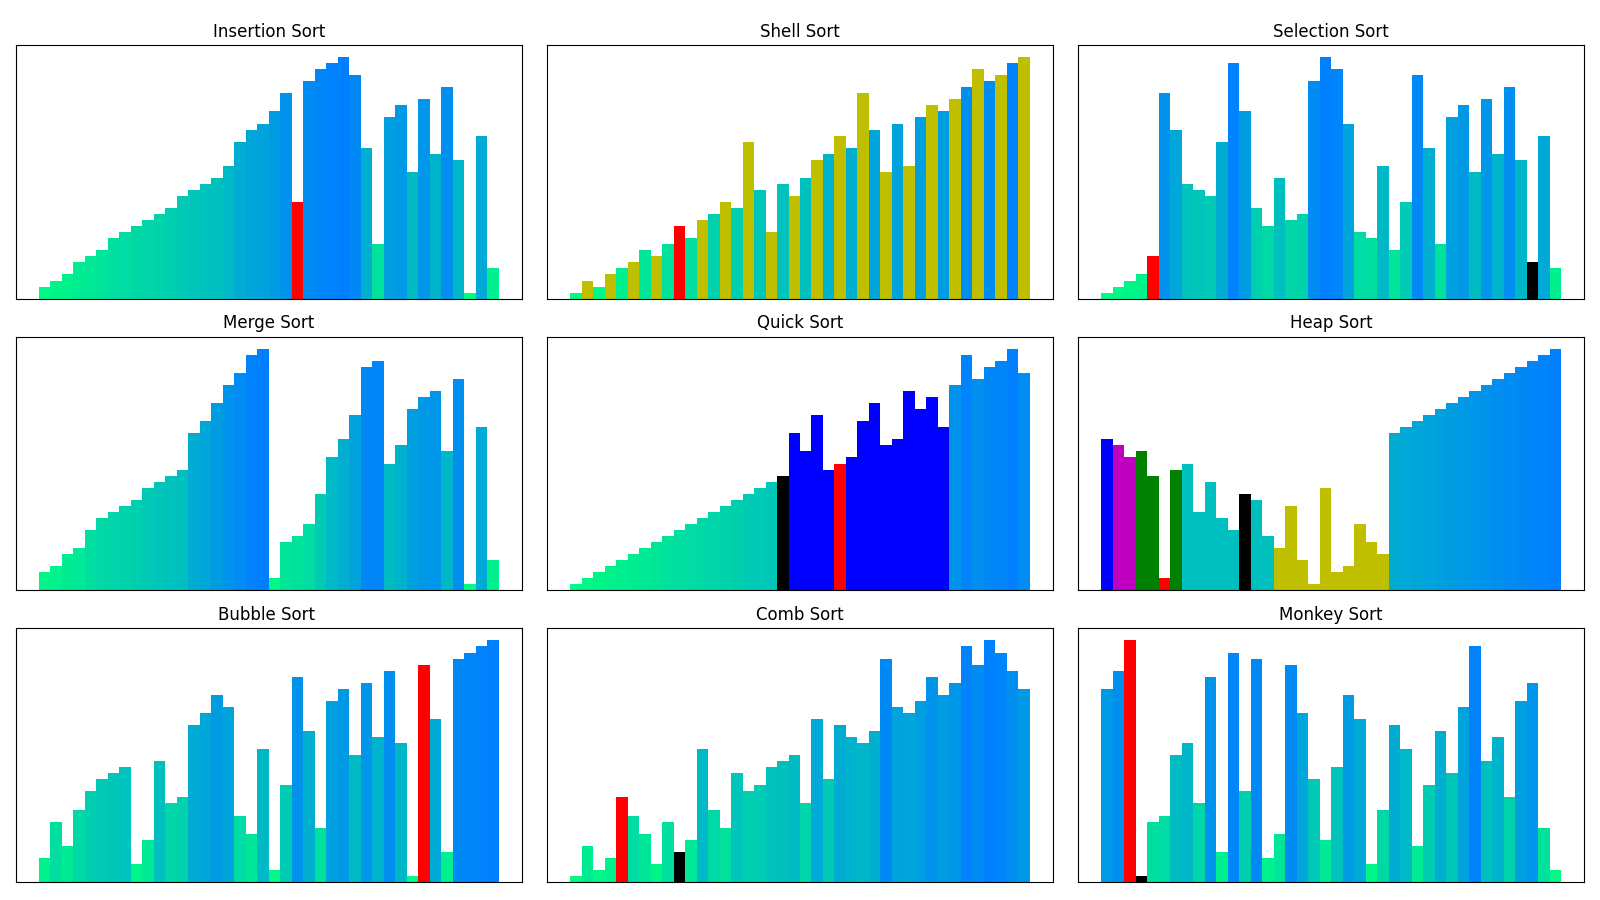 Insertion Sort
Shell Sort
Selection Sort
Merge Sort
Quick Sort
Heap Sort
Bubble Sort
Comb Sort
Monkey Sort